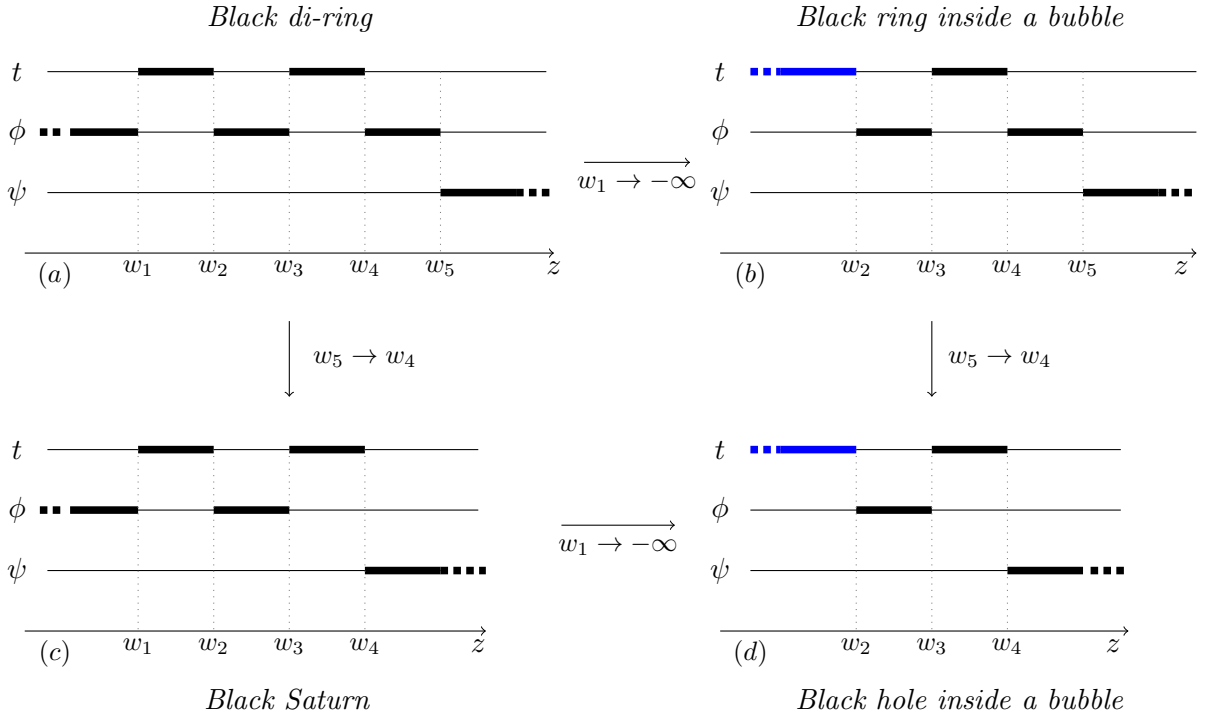 Black di-ring
t
ϕ
ψ
w₁ w₂ w₃ w₄ w₅ z
(a)
w₁ → −∞
Black ring inside a bubble
t
ϕ
ψ
w₂ w₃ w₄ w₅ z
(b)
w₅ → w₄
w₅ → w₄
t
ϕ
ψ
w₁ w₂ w₃ w₄ z
(c)
Black Saturn
w₁ → −∞
t
ϕ
ψ
w₂ w₃ w₄ z
(d)
Black hole inside a bubble